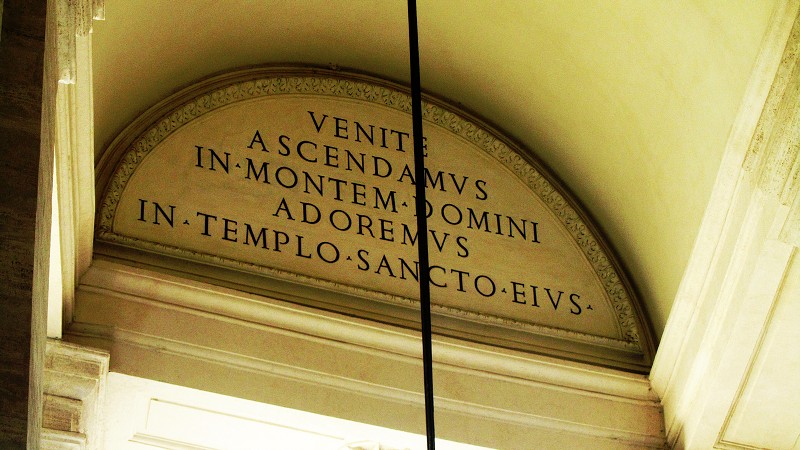 VENITE
ASCENDAMVS
IN·MONTEM·DOMINI
ADOREMVS
IN·TEMPLO·SANCTO·EIVS·